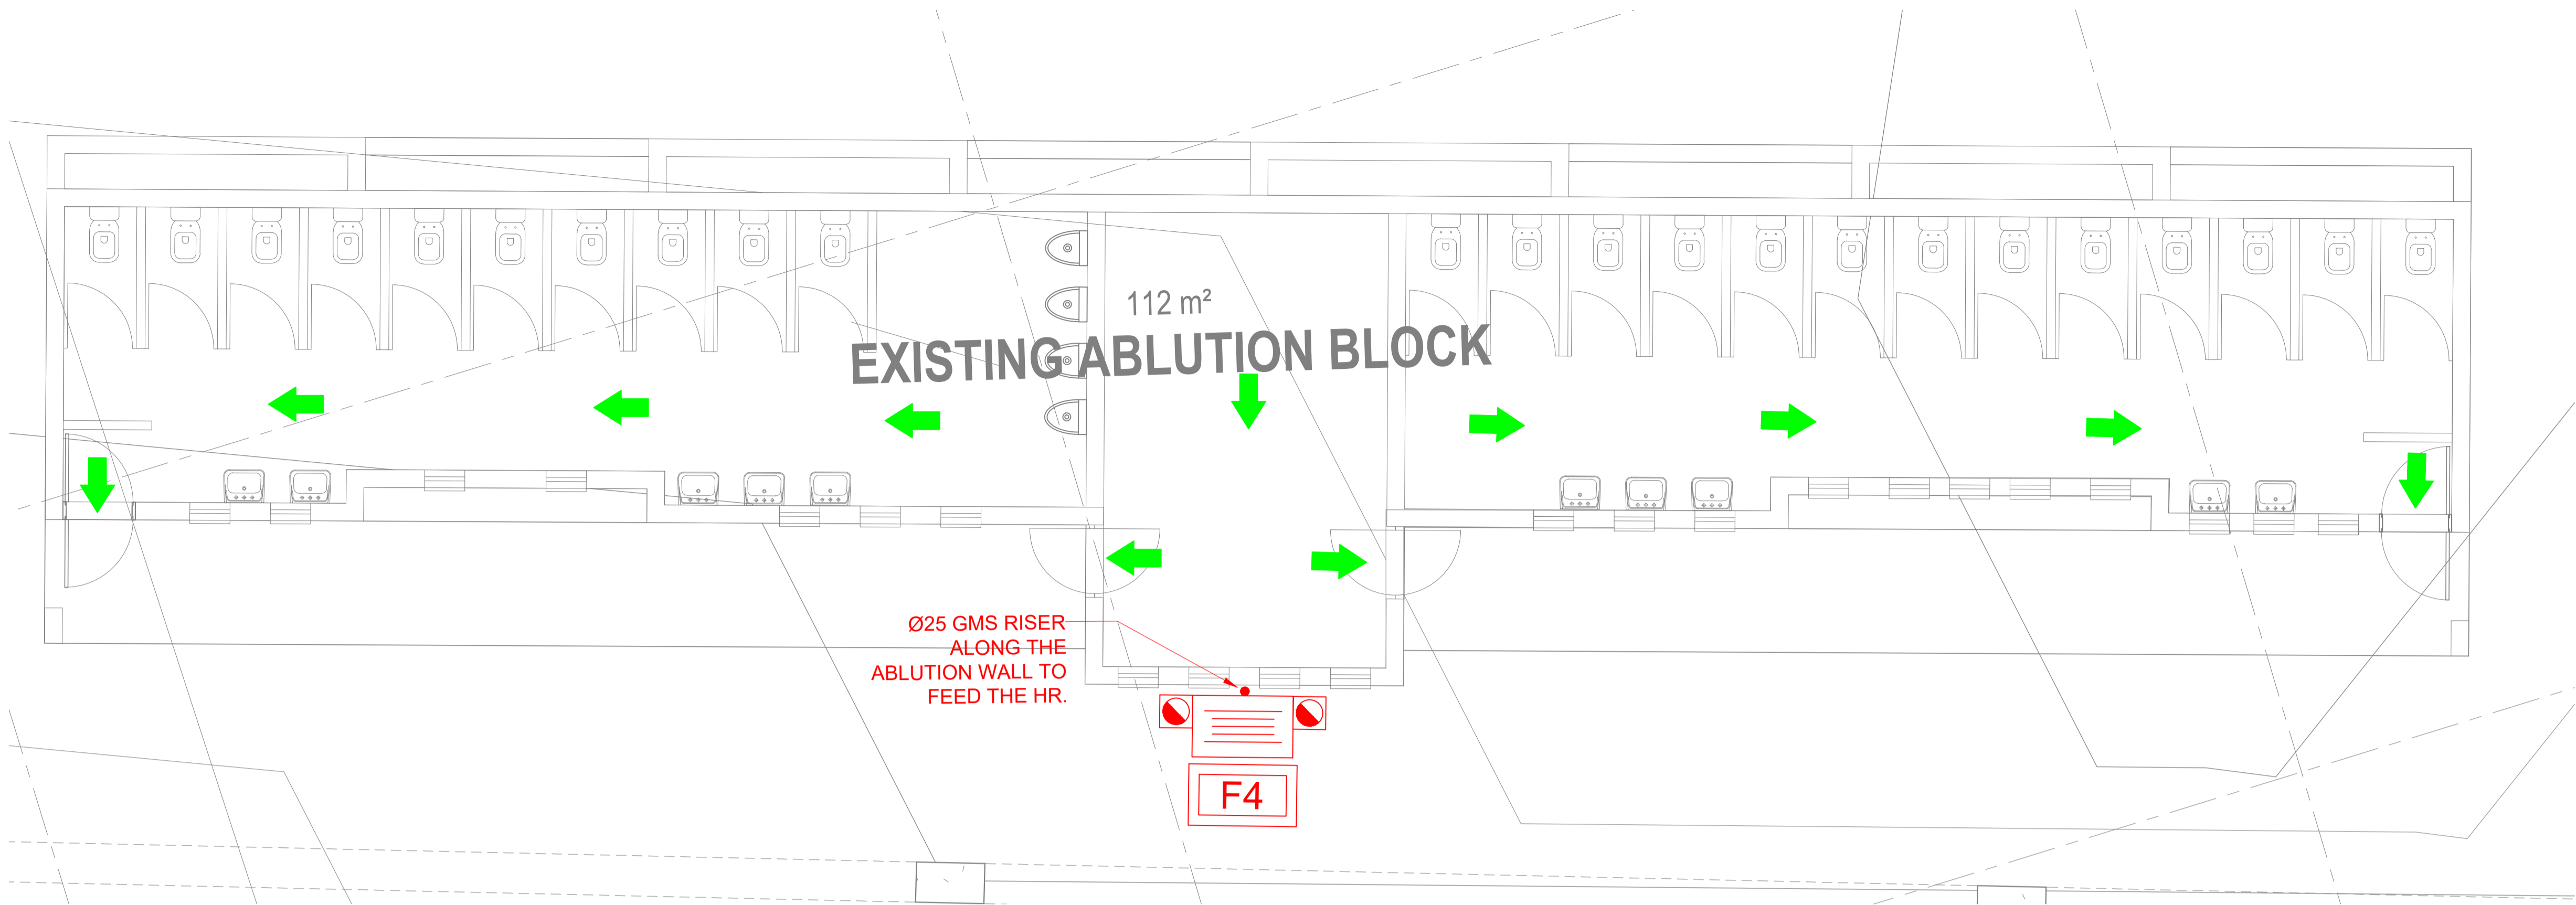 112 m²
EXISTING ABLUTION BLOCK
Ø25 GMS RISER
ALONG THE
ABLUTION WALL TO
FEED THE HR.
F4